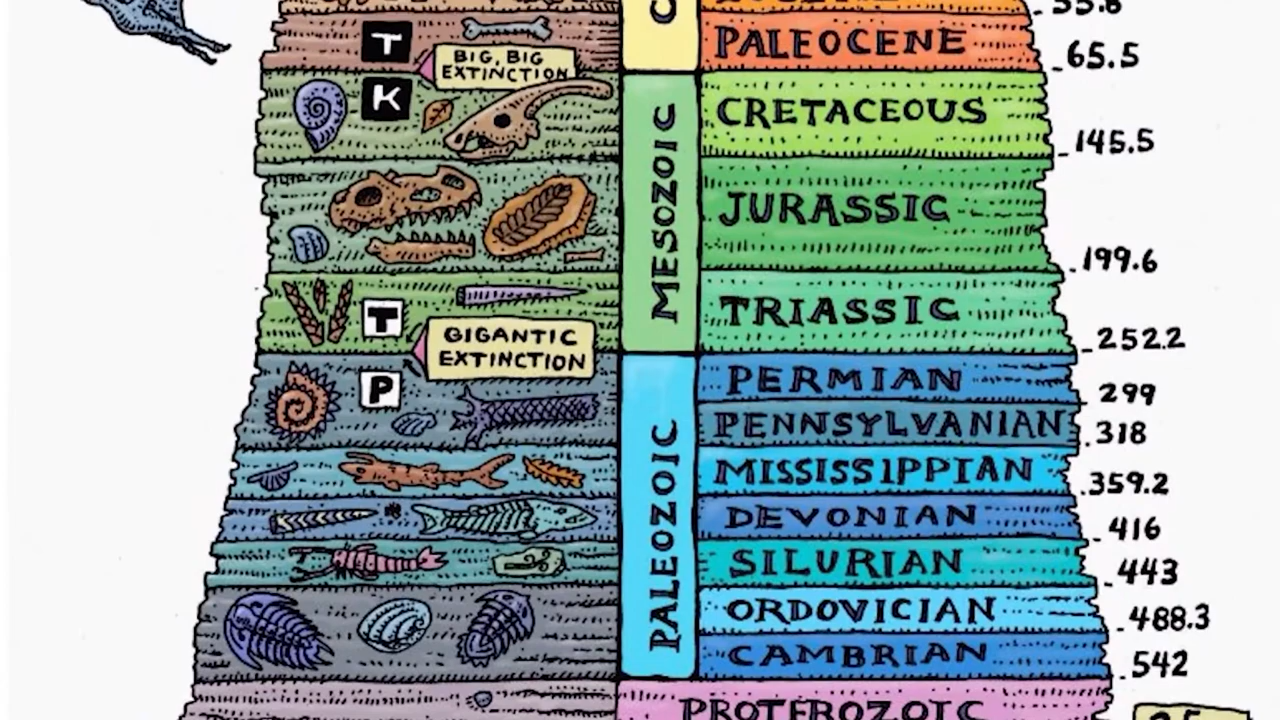 55.8
T
PALEOCENE
65.5
BIG, BIG
EXTINCTION
K
CRETACEOUS
145.5
MESOZOIC
JURASSIC
199.6
TRIASSIC
T
252.2
GIGANTIC
EXTINCTION
P
PERMIAN
299
PENNSYLVANIAN
318
PALEOZOIC
MISSISSIPPIAN
359.2
DEVONIAN
416
SILURIAN
443
ORDOVICIAN
488.3
CAMBRIAN
542
PROTEROZOIC